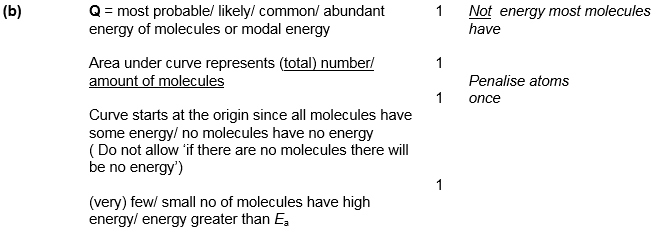 (b) Q = most probable/ likely/ common/ abundant 1 Not energy most molecules
energy of molecules or modal energy have
Area under curve represents (total) number/ 1
amount of molecules Penalise atoms
1 once
Curve starts at the origin since all molecules have
some energy/ no molecules have no energy
( Do not allow ‘if there are no molecules there will
be no energy’)
1
(very) few/ small no of molecules have high
energy/ energy greater than Ea